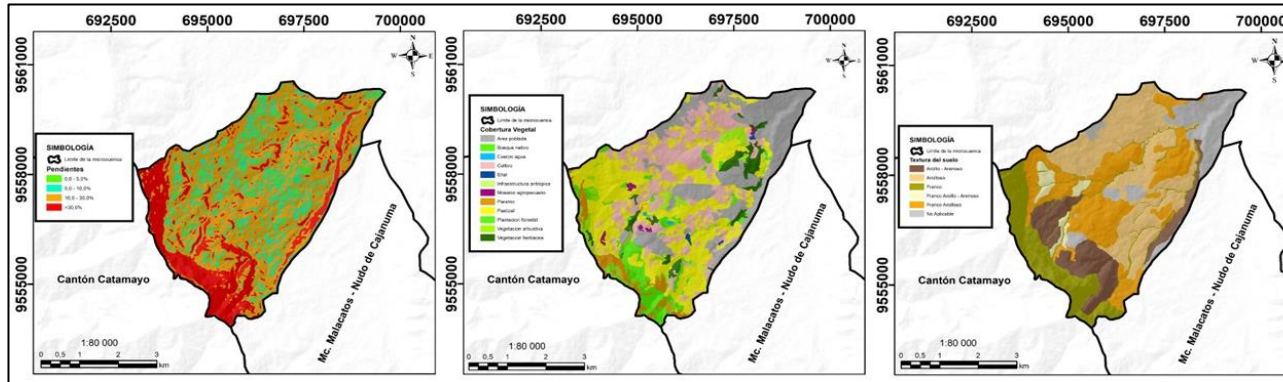 692500 695000 697500 700000
9561000
9558000
9555000
N
W E
S
SIMBOLOGÍA
Límite de la microcuenca
Pendientes
0,0 - 5,0%
5,0 - 10,0%
10,0 - 30,0%
>30,0%
Cantón Catamayo
Mc. Malacatos - Nudo de Cajanuma
1:80 000
0 0,5 1 2 3
km
692500 695000 697500 700000
9561000
9558000
9555000
N
W E
S
SIMBOLOGÍA
Límite de la microcuenca
Cobertura Vegetal
Área poblada
Bosque nativo
Cuerpo agua
Cultivo
Erial
Infraestructura antrópica
Mosaico agropecuario
Páramo
Pastizal
Plantación forestal
Vegetación arbustiva
Vegetación herbácea
Cantón Catamayo
Mc. Malacatos - Nudo de Cajanuma
1:80 000
0 0,5 1 2 3
km
692500 695000 697500 700000
9561000
9558000
9555000
N
W E
S
SIMBOLOGÍA
Límite de la microcuenca
Textura del suelo
Arcillo - Arenoso
Arcilloso
Franco
Franco Arcillo - Arenoso
Franco Arcilloso
No Aplicable
Cantón Catamayo
Mc. Malacatos - Nudo de Cajanuma
1:80 000
0 0,5 1 2 3
km